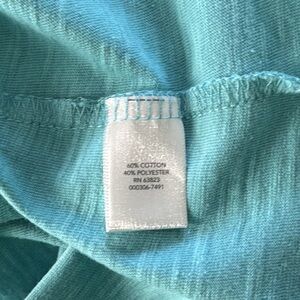 60% COTTON
40% POLYESTER
RN 63823
000306-7491